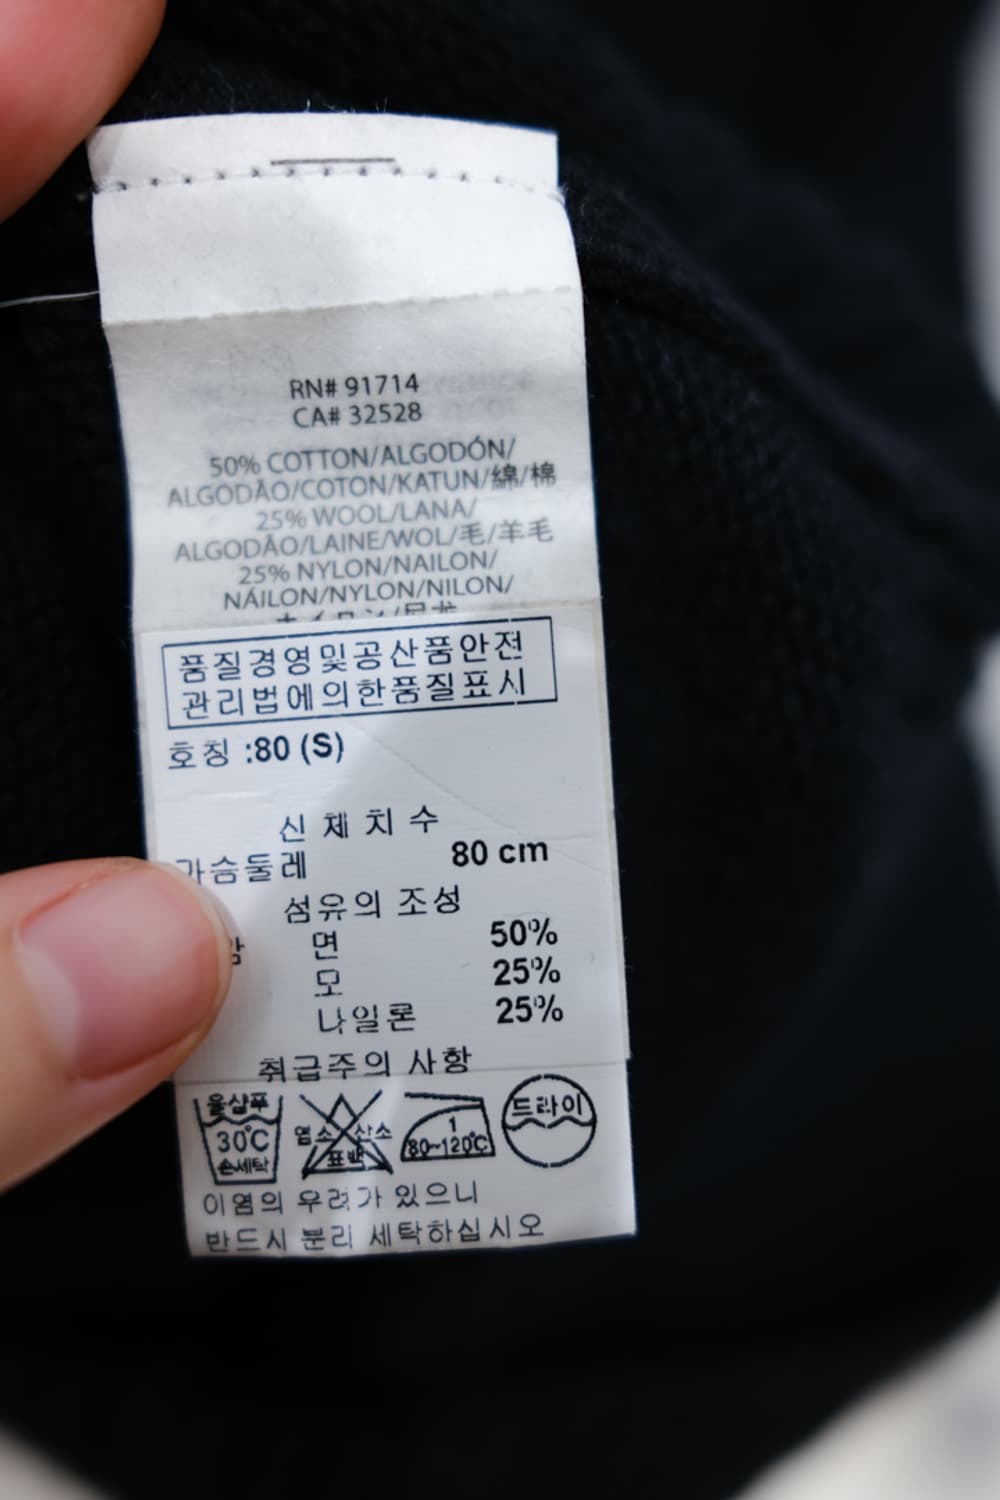 RN# 91714
CA# 32528
50% COTTON/ALGODÓN/
ALGODÃO/COTON/KATUN/綿/棉
25% WOOL/LANA/
ALGODÃO/LAINE/WOL/毛/羊毛
25% NYLON/NAILON/
NÁILON/NYLON/NILON/
ナイロン/尼龙
품질경영및공산품안전
관리법에의한품질표시
호칭 :80 (S)
신체치수
가슴둘레 80 cm
섬유의 조성
면 50%
모 25%
나일론 25%
취급주의 사항
울샴푸
30℃
손세탁
염소 산소
표백
1
80~120℃
드라이
이염의 우려가 있으니
반드시 분리 세탁하십시오